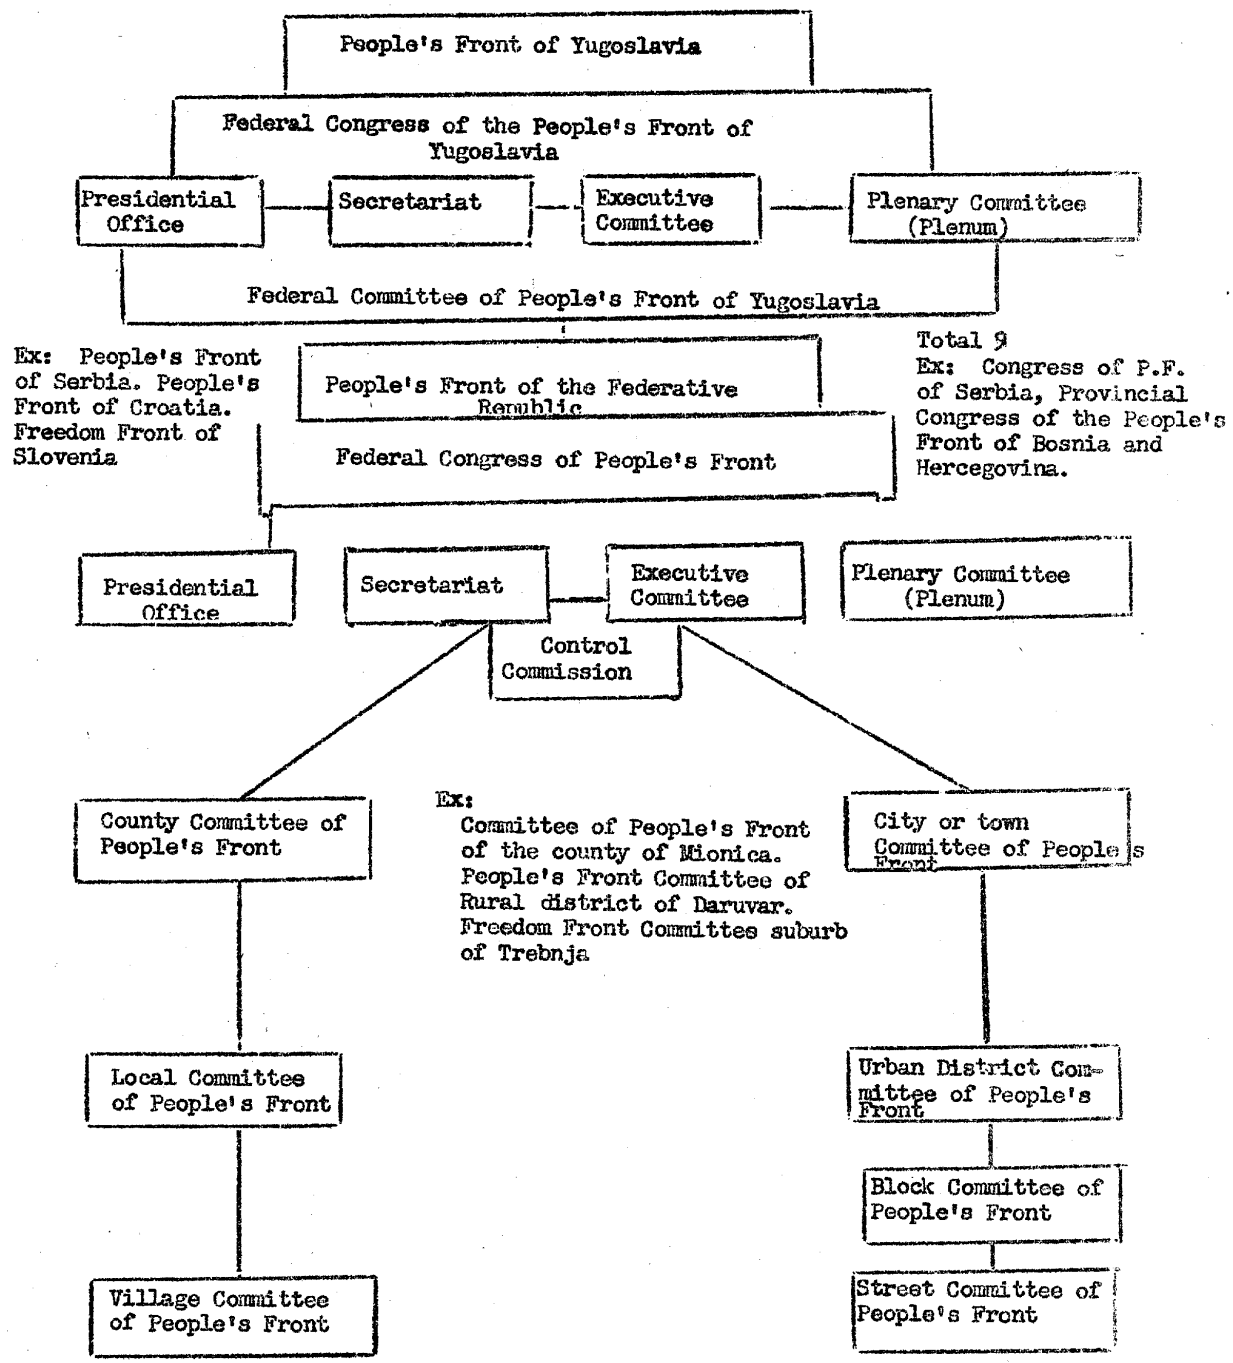 People's Front of Yugoslavia
Federal Congress of the People's Front of
Yugoslavia
Presidential
Office
Secretariat
Executive
Committee
Plenary Committee
(Plenum)
Federal Committee of People's Front of Yugoslavia
Ex: People's Front
of Serbia. People's
Front of Croatia.
Freedom Front of
Slovenia
People's Front of the Federative
Republic
Total 9
Ex: Congress of P.F.
of Serbia, Provincial
Congress of the People's
Front of Bosnia and
Hercegovina.
Federal Congress of People's Front
Presidential
Office
Secretariat
Executive
Committee
Plenary Committee
(Plenum)
Control
Commission
County Committee of
People's Front
Ex:
Committee of People's Front
of the county of Mionica.
People's Front Committee of
Rural district of Daruvar.
Freedom Front Committee suburb
of Trebnja
City or town
Committee of People's
Front
Local Committee
of People's Front
Urban District Com-
mittee of People's
Front
Block Committee of
People's Front
Village Committee
of People's Front
Street Committee of
People's Front